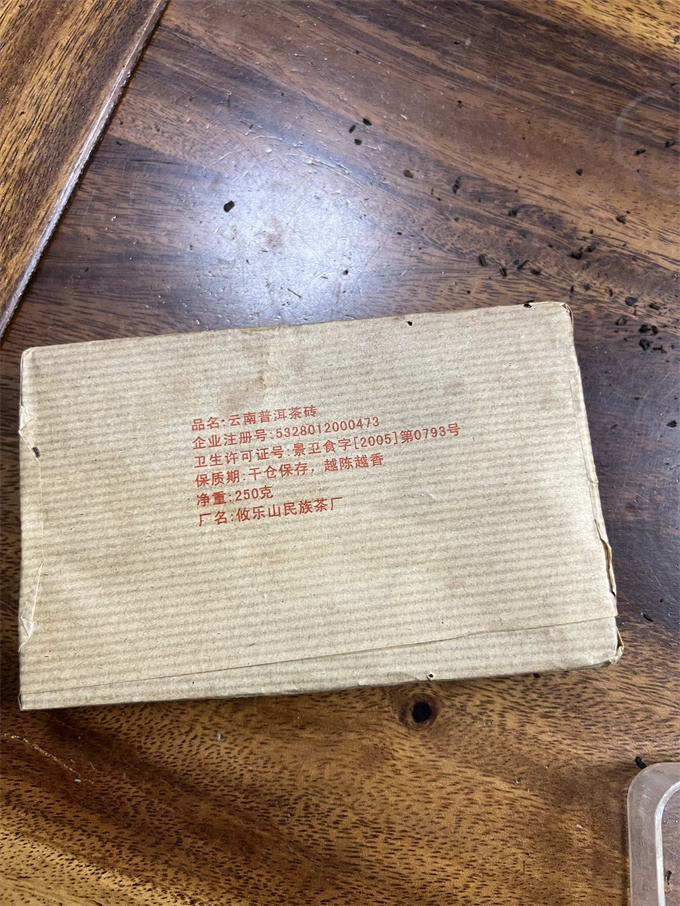 品名:云南普洱茶砖
企业注册号:5328012000473
卫生许可证号:景卫食字[2005]第0793号
保质期:干仓保存，越陈越香
净重:250克
厂名:攸乐山民族茶厂